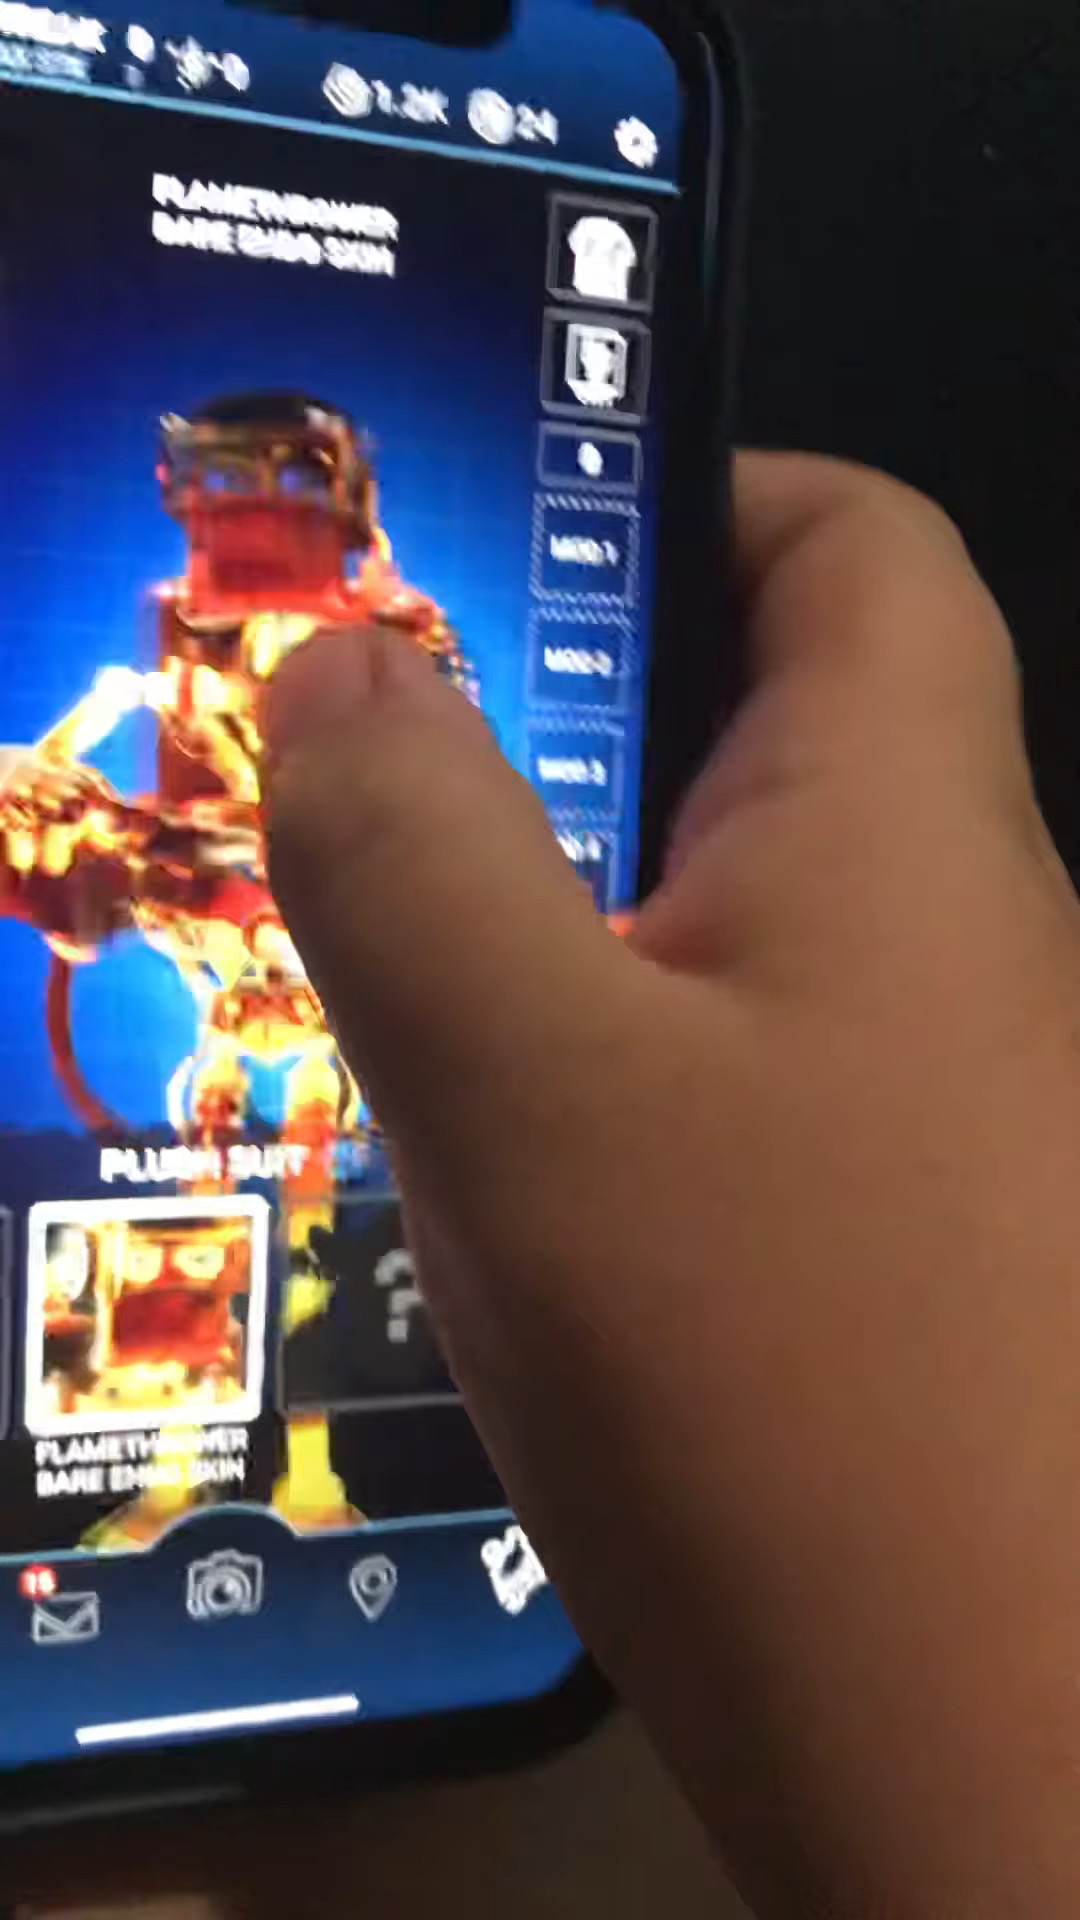 1.2K 24
FLAMETHROWER
BARE ENDO SKIN
MOD 1
MOD 2
MOD 3
PLUSH SUIT
?
FLAMETHROWER
BARE ENDO SKIN